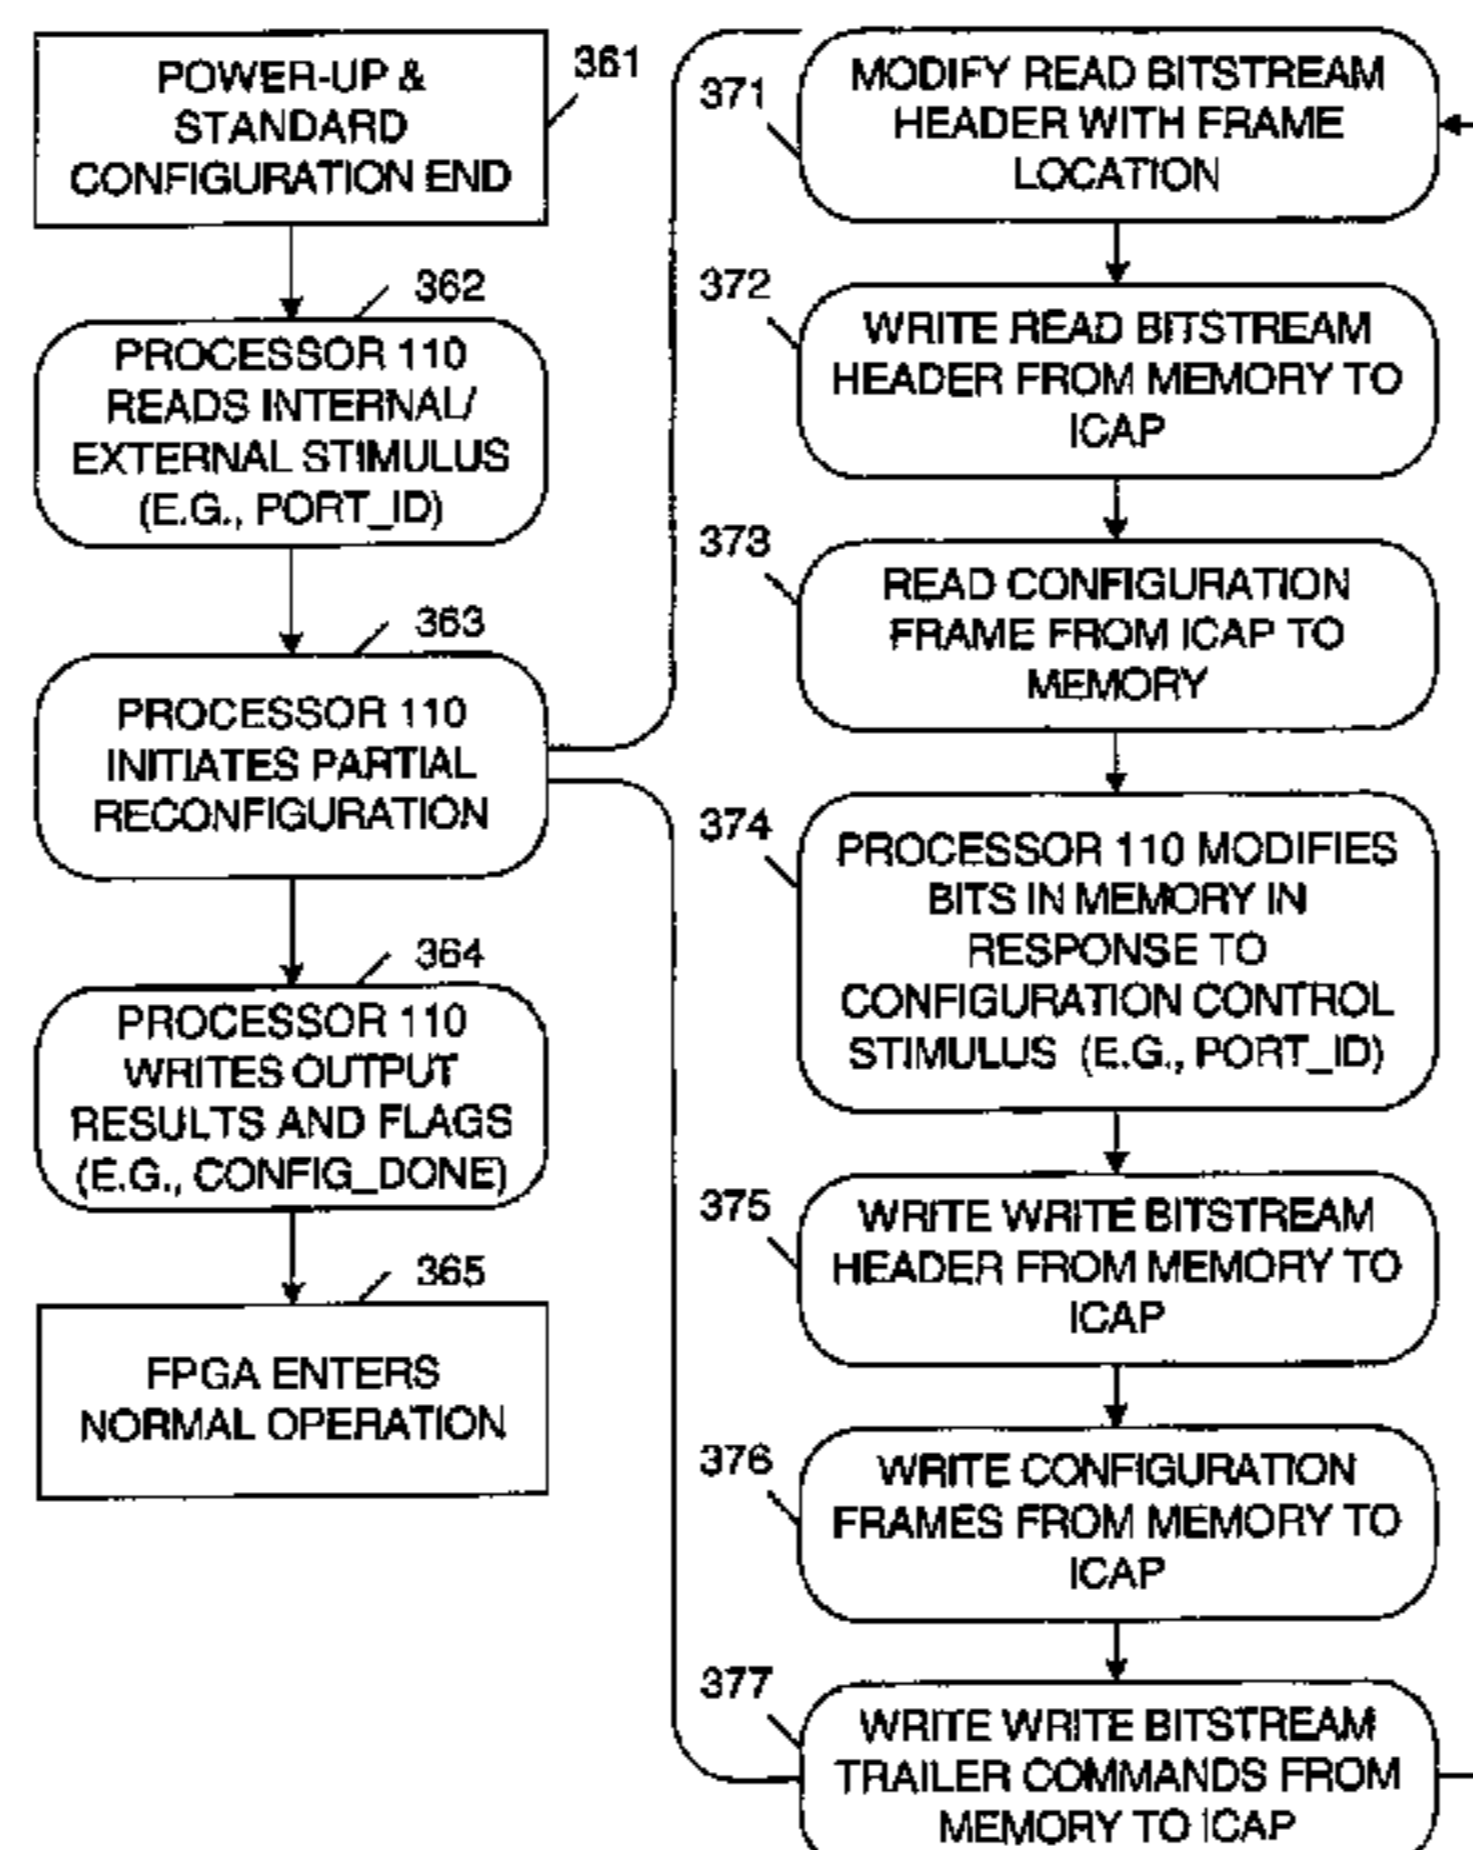 POWER-UP &
STANDARD
CONFIGURATION END
361
362
PROCESSOR 110
READS INTERNAL/
EXTERNAL STIMULUS
(E.G., PORT_ID)
363
PROCESSOR 110
INITIATES PARTIAL
RECONFIGURATION
364
PROCESSOR 110
WRITES OUTPUT
RESULTS AND FLAGS
(E.G., CONFIG_DONE)
365
FPGA ENTERS
NORMAL OPERATION
371
MODIFY READ BITSTREAM
HEADER WITH FRAME
LOCATION
372
WRITE READ BITSTREAM
HEADER FROM MEMORY TO
ICAP
373
READ CONFIGURATION
FRAME FROM ICAP TO
MEMORY
374
PROCESSOR 110 MODIFIES
BITS IN MEMORY IN
RESPONSE TO
CONFIGURATION CONTROL
STIMULUS (E.G., PORT_ID)
375
WRITE WRITE BITSTREAM
HEADER FROM MEMORY TO
ICAP
376
WRITE CONFIGURATION
FRAMES FROM MEMORY TO
ICAP
377
WRITE WRITE BITSTREAM
TRAILER COMMANDS FROM
MEMORY TO ICAP